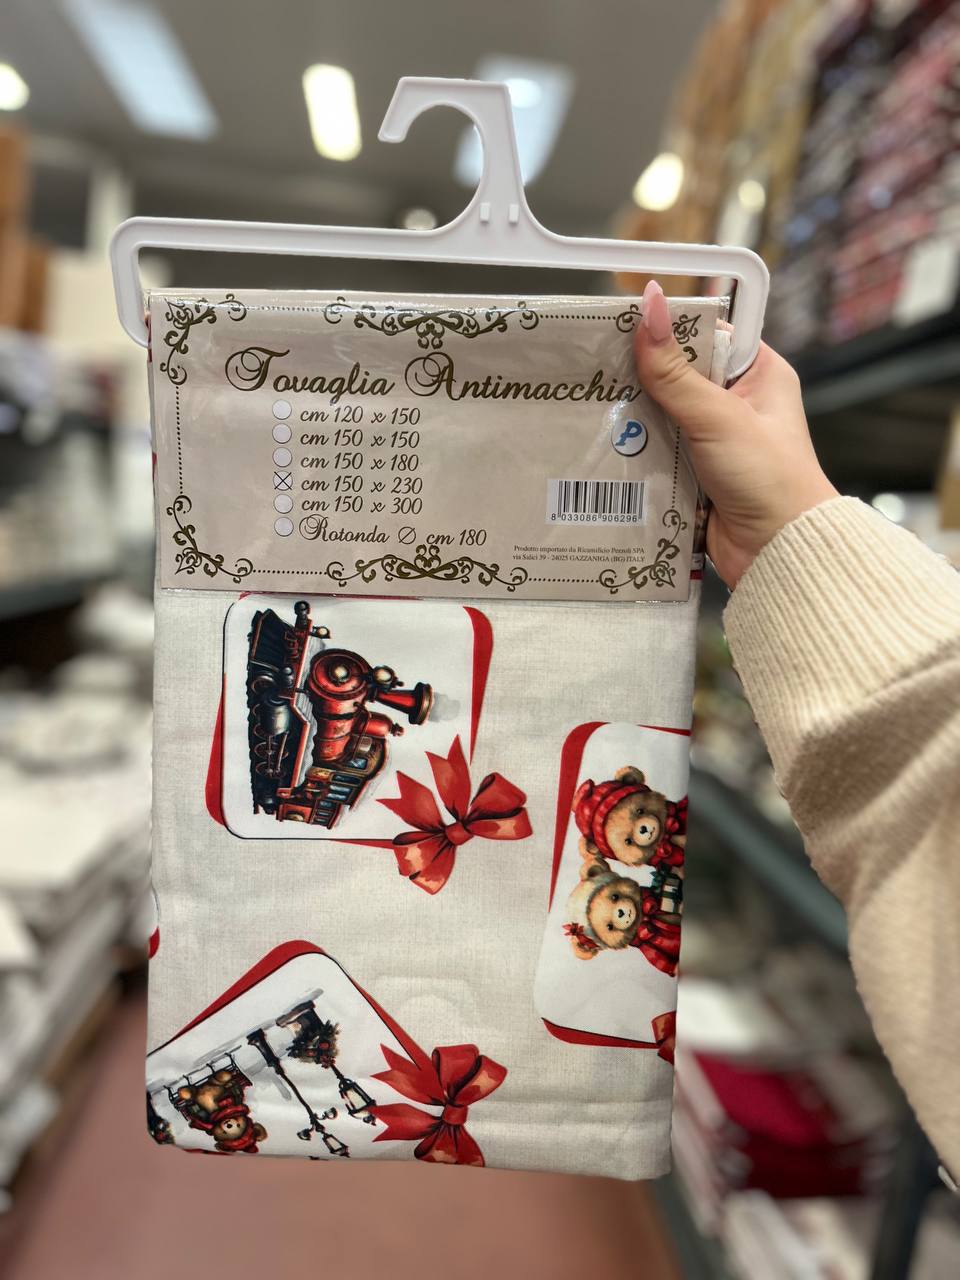 Tovaglia Antimacchia
cm 120 x 150
cm 150 x 150
cm 150 x 180
cm 150 x 230
cm 150 x 300
Rotonda ∅ cm 180
P
8 033086 906296
Prodotto importato da Ricamificio Pezzoli SPA
via Salici 39 - 24025 GAZZANIGA (BG) ITALY